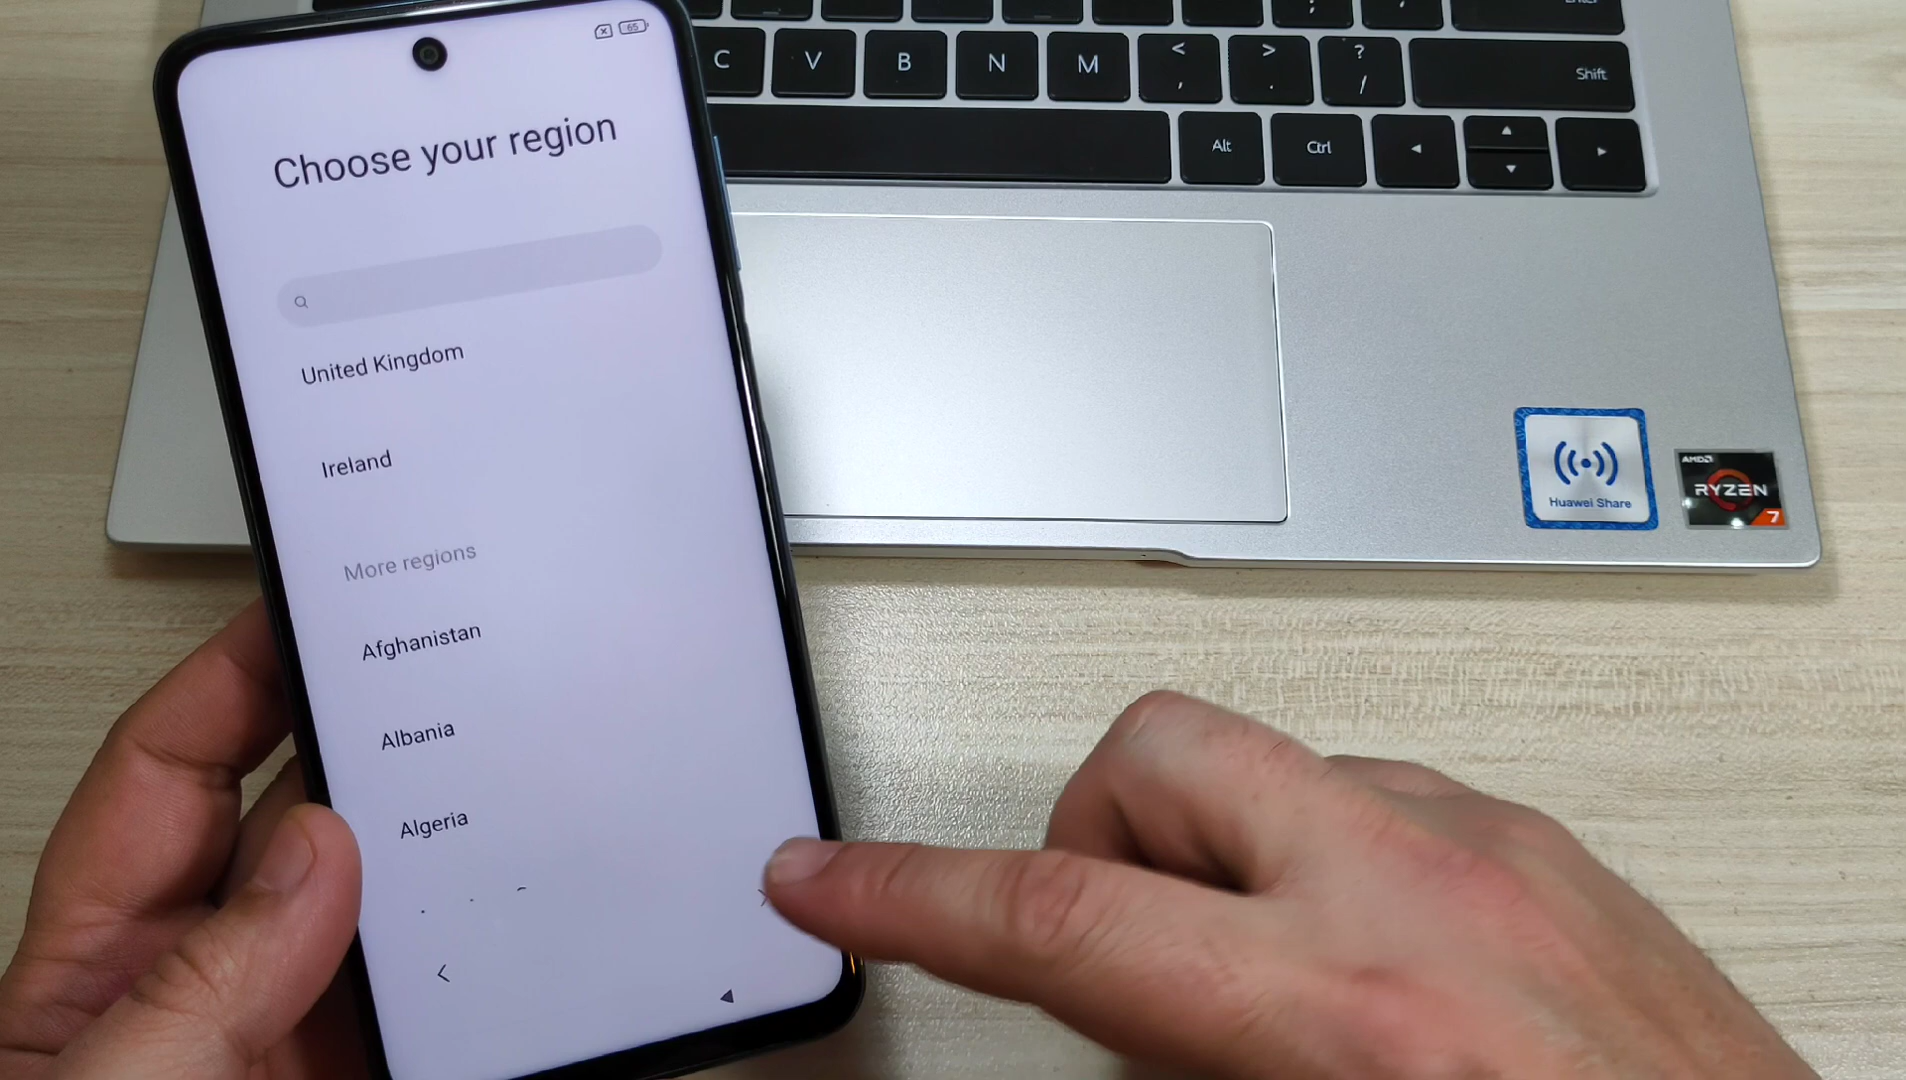 65
Choose your region
United Kingdom
Ireland
More regions
Afghanistan
Albania
Algeria
C V B N M < , > . ? / Shift
Alt Ctrl
Huawei Share
AMD
RYZEN
7